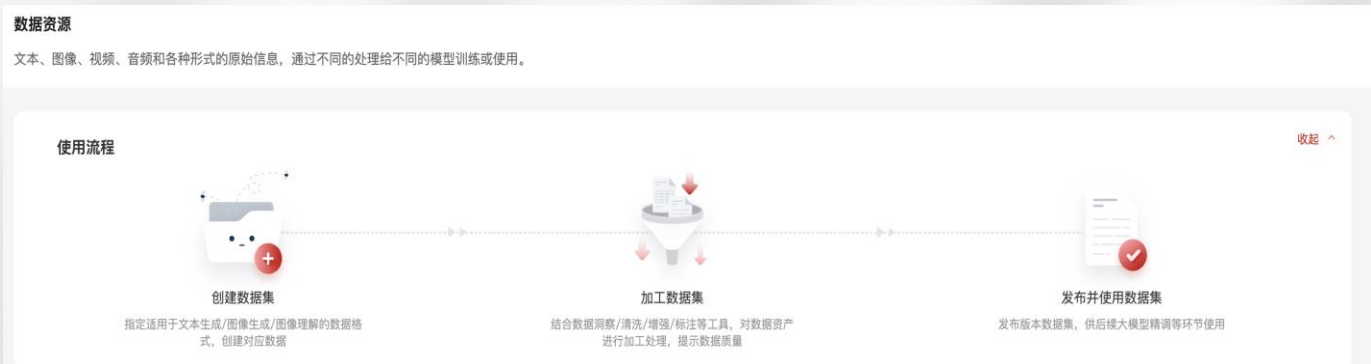 数据资源
文本、图像、视频、音频和各种形式的原始信息，通过不同的处理给不同的模型训练或使用。
使用流程
收起
创建数据集
加工数据集
发布并使用数据集
指定适用于文本生成/图像生成/图像理解的数据格
式，创建对应数据
结合数据洞察/清洗/增强/标注等工具，对数据资产
进行加工处理，提示数据质量
发布版本数据集，供后续大模型精调等环节使用